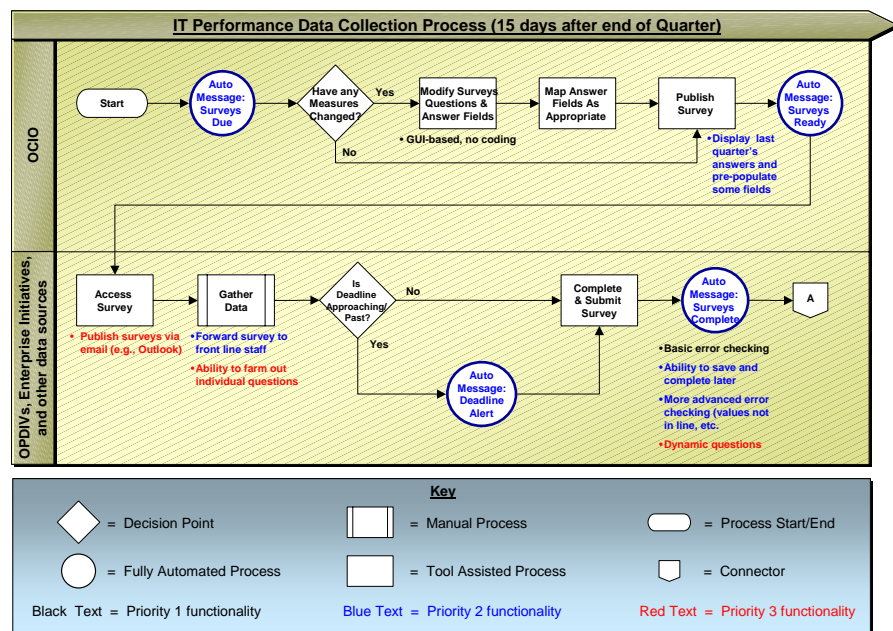 IT Performance Data Collection Process (15 days after end of Quarter)
OCIO
Start
Auto
Message:
Surveys
Due
Have any
Measures
Changed?
Yes
No
Modify Surveys
Questions &
Answer Fields
• GUI-based, no coding
Map Answer
Fields As
Appropriate
Publish
Survey
• Display last
quarter's
answers and
pre-populate
some fields
Auto
Message:
Surveys
Ready
OPDIVs, Enterprise Initiatives,
and other data sources
Access
Survey
• Publish surveys via
email (e.g., Outlook)
Gather
Data
• Forward survey to
front line staff
• Ability to farm out
individual questions
Is
Deadline
Approaching/
Past?
No
Yes
Auto
Message:
Deadline
Alert
Complete
& Submit
Survey
Auto
Message:
Surveys
Complete
• Basic error checking
• Ability to save and
complete later
• More advanced error
checking (values not
in line, etc.
• Dynamic questions
A
Key
= Decision Point
= Manual Process
= Process Start/End
= Fully Automated Process
= Tool Assisted Process
= Connector
Black Text = Priority 1 functionality
Blue Text = Priority 2 functionality
Red Text = Priority 3 functionality